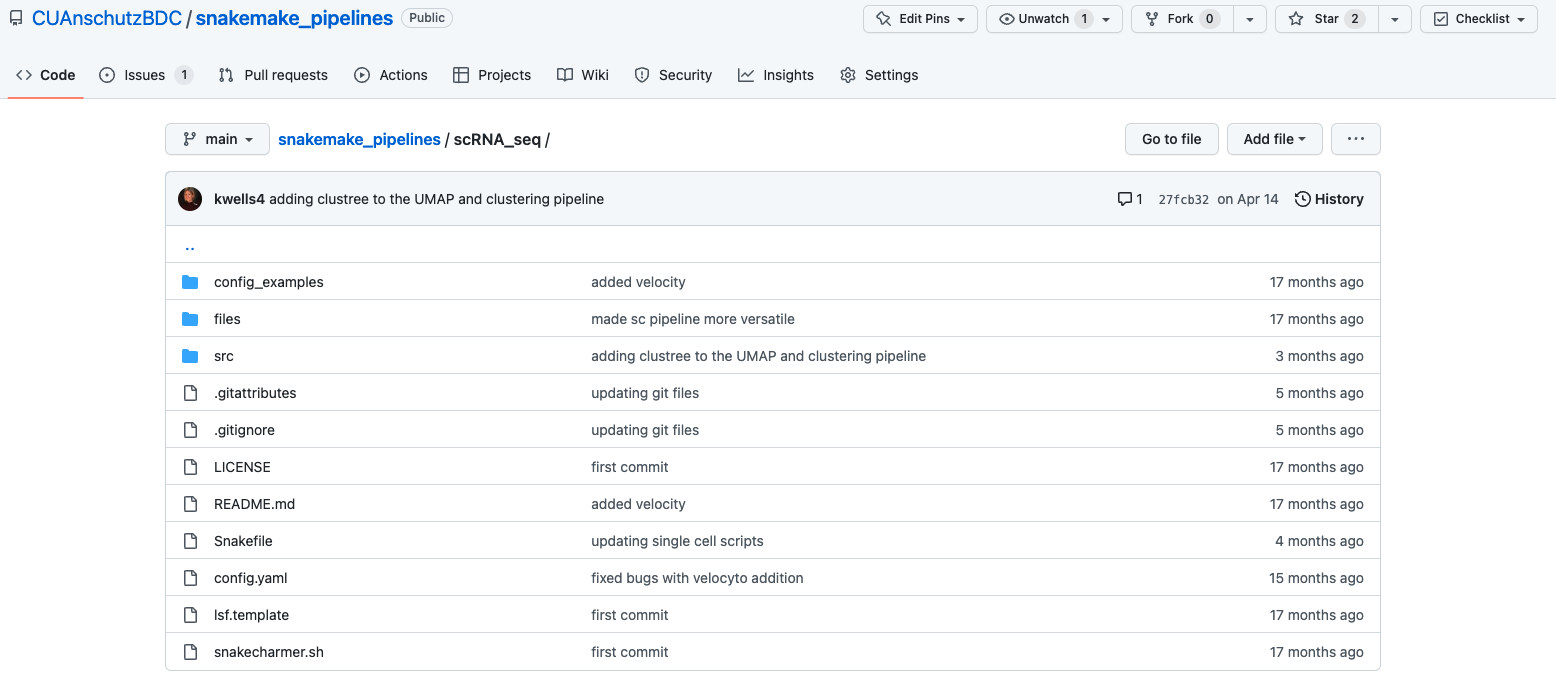 CUAnschutzBDC / snakemake_pipelines Public Edit Pins Unwatch 1 Fork 0 Star 2 Checklist
Code Issues 1 Pull requests Actions Projects Wiki Security Insights Settings
main snakemake_pipelines / scRNA_seq / Go to file Add file ...
kwells4 adding clustree to the UMAP and clustering pipeline 1 27fcb32 on Apr 14 History
..
config_examples added velocity 17 months ago
files made sc pipeline more versatile 17 months ago
src adding clustree to the UMAP and clustering pipeline 3 months ago
.gitattributes updating git files 5 months ago
.gitignore updating git files 5 months ago
LICENSE first commit 17 months ago
README.md added velocity 17 months ago
Snakefile updating single cell scripts 4 months ago
config.yaml fixed bugs with velocyto addition 15 months ago
lsf.template first commit 17 months ago
snakecharmer.sh first commit 17 months ago